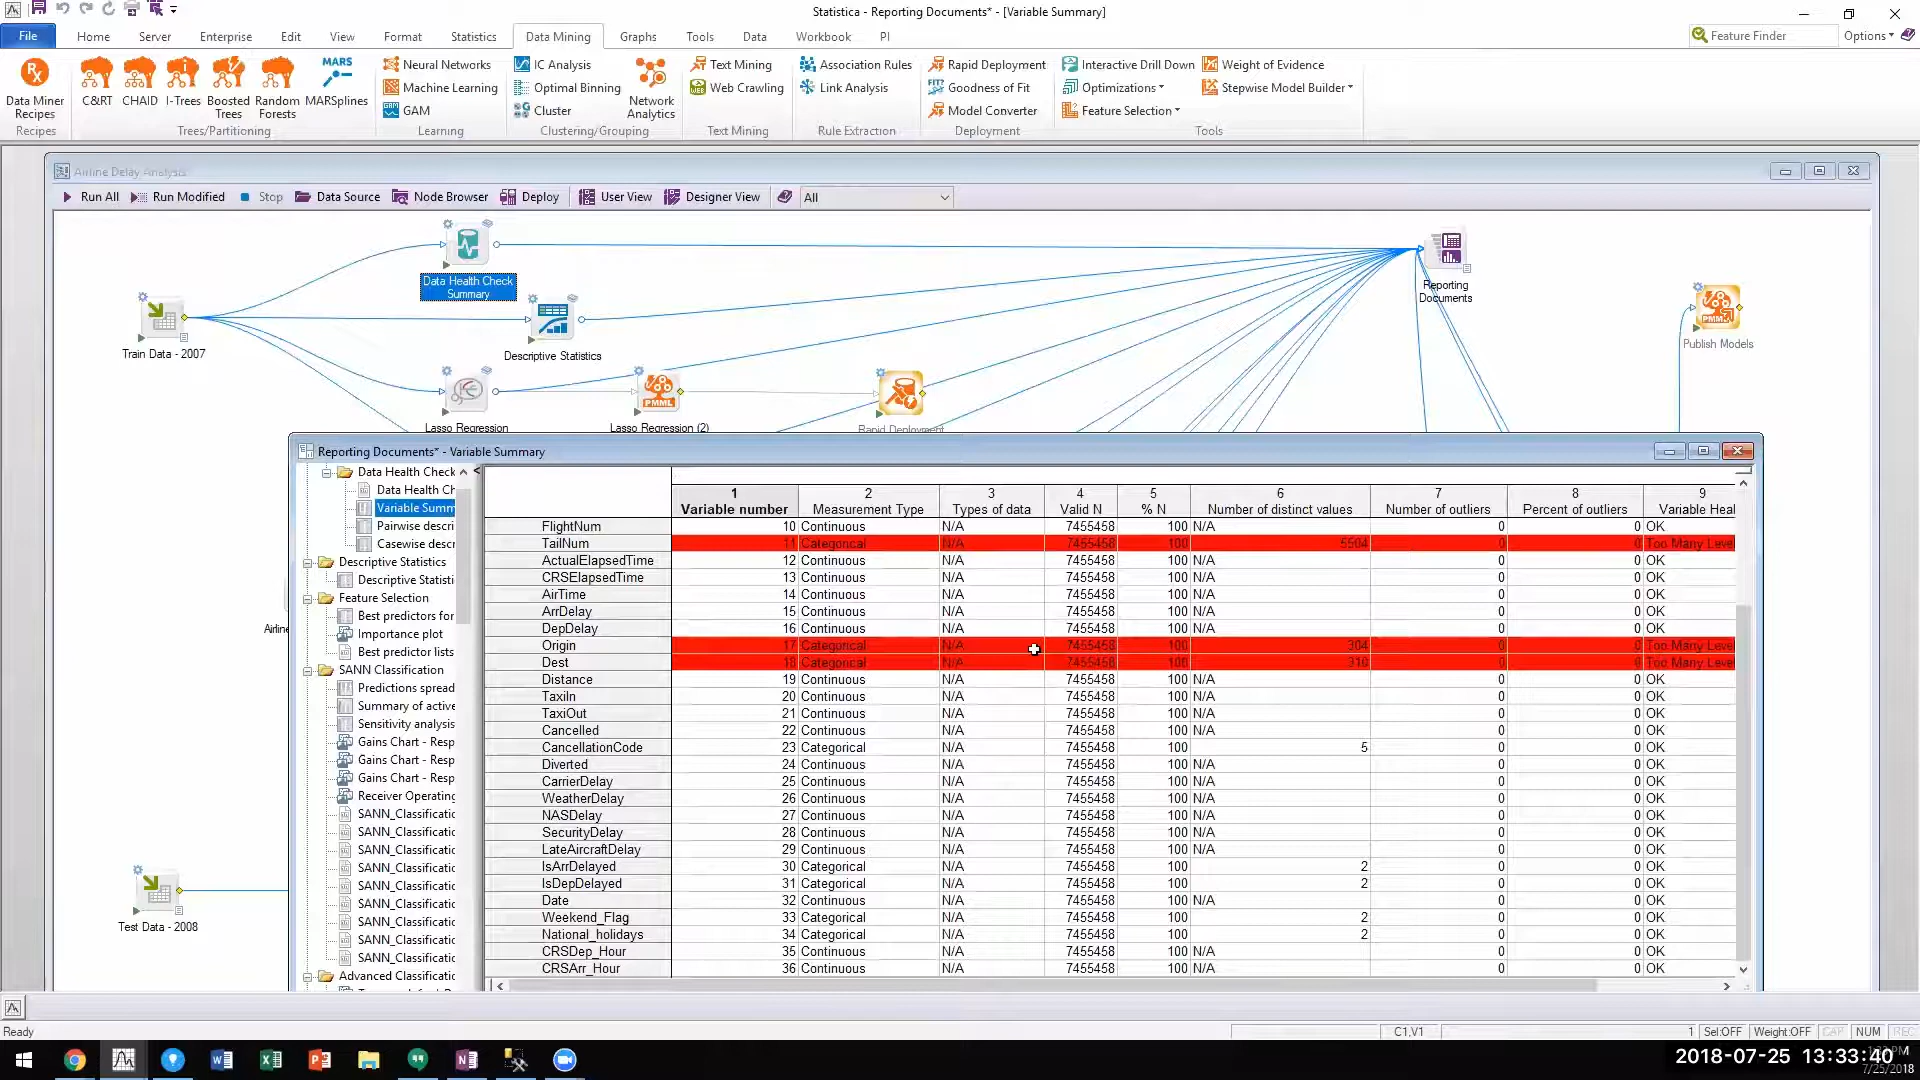 Statistica - Reporting Documents* - [Variable Summary]
File Home Server Enterprise Edit View Format Statistics Data Mining Graphs Tools Data Workbook PI Feature Finder Options
Data Miner Recipes
C&RT CHAID I-Trees Boosted Trees Random Forests MARSplines
MARS
Neural Networks
Machine Learning
GAM
IC Analysis
Optimal Binning
Cluster
Network Analytics
Text Mining
Web Crawling
Association Rules
Link Analysis
Rapid Deployment
Goodness of Fit
Model Converter
Interactive Drill Down
Optimizations
Feature Selection
Weight of Evidence
Stepwise Model Builder
Recipes Trees/Partitioning Learning Clustering/Grouping Text Mining Rule Extraction Deployment Tools
Airline Delay Analysis
Run All Run Modified Stop Data Source Node Browser Deploy User View Designer View All
Data Health Check
Summary
Reporting
Documents
PMML
Publish Models
Train Data - 2007
Descriptive Statistics
PMML
Lasso Regression Lasso Regression (2) Rapid Deployment
Airline
Test Data - 2008
Reporting Documents* - Variable Summary
Data Health Check
Data Health Ch
Variable Summ
Pairwise descri
Casewise descr
Descriptive Statistics
Descriptive Statisti
Feature Selection
Best predictors for
Importance plot
Best predictor lists
SANN Classification
Predictions spread
Summary of active
Sensitivity analysis
Gains Chart - Resp
Gains Chart - Resp
Gains Chart - Resp
Receiver Operating
SANN_Classificatic
SANN_Classificatic
SANN_Classificatic
SANN_Classificatic
SANN_Classificatic
SANN_Classificatic
SANN_Classificatic
SANN_Classificatic
SANN_Classificatic
Advanced Classificatic
1 2 3 4 5 6 7 8 9
Variable number Measurement Type Types of data Valid N % N Number of distinct values Number of outliers Percent of outliers Variable Heal
FlightNum 10 Continuous N/A 7455458 100 N/A 0 0 OK
TailNum 11 Categorical N/A 7455458 100 5504 0 0 Too Many Leve
ActualElapsedTime 12 Continuous N/A 7455458 100 N/A 0 0 OK
CRSElapsedTime 13 Continuous N/A 7455458 100 N/A 0 0 OK
AirTime 14 Continuous N/A 7455458 100 N/A 0 0 OK
ArrDelay 15 Continuous N/A 7455458 100 N/A 0 0 OK
DepDelay 16 Continuous N/A 7455458 100 N/A 0 0 OK
Origin 17 Categorical N/A 7455458 100 304 0 0 Too Many Leve
Dest 18 Categorical N/A 7455458 100 310 0 0 Too Many Leve
Distance 19 Continuous N/A 7455458 100 N/A 0 0 OK
TaxiIn 20 Continuous N/A 7455458 100 N/A 0 0 OK
TaxiOut 21 Continuous N/A 7455458 100 N/A 0 0 OK
Cancelled 22 Continuous N/A 7455458 100 N/A 0 0 OK
CancellationCode 23 Categorical N/A 7455458 100 5 0 0 OK
Diverted 24 Continuous N/A 7455458 100 N/A 0 0 OK
CarrierDelay 25 Continuous N/A 7455458 100 N/A 0 0 OK
WeatherDelay 26 Continuous N/A 7455458 100 N/A 0 0 OK
NASDelay 27 Continuous N/A 7455458 100 N/A 0 0 OK
SecurityDelay 28 Continuous N/A 7455458 100 N/A 0 0 OK
LateAircraftDelay 29 Continuous N/A 7455458 100 N/A 0 0 OK
IsArrDelayed 30 Categorical N/A 7455458 100 2 0 0 OK
IsDepDelayed 31 Categorical N/A 7455458 100 2 0 0 OK
Date 32 Continuous N/A 7455458 100 N/A 0 0 OK
Weekend_Flag 33 Categorical N/A 7455458 100 2 0 0 OK
National_holidays 34 Categorical N/A 7455458 100 2 0 0 OK
CRSDep_Hour 35 Continuous N/A 7455458 100 N/A 0 0 OK
CRSArr_Hour 36 Continuous N/A 7455458 100 N/A 0 0 OK
Ready C1,V1 1 Sel:OFF Weight:OFF CAP NUM REC
2018-07-25 13:33:40
7/25/2018